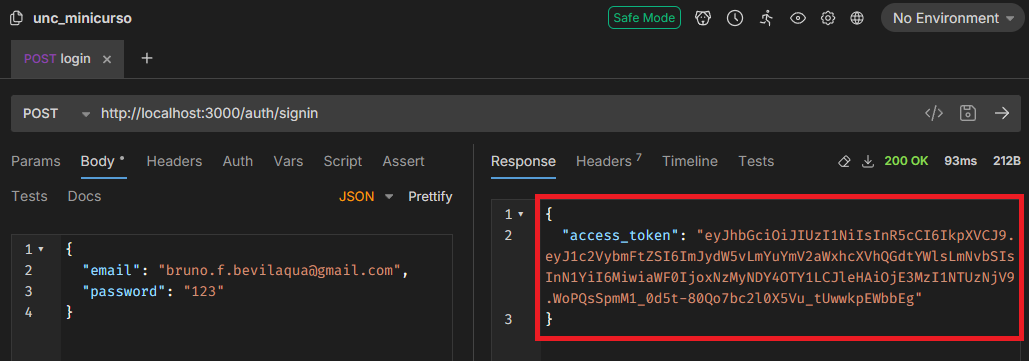 unc_minicurso
Safe Mode
No Environment
POST login
POST http://localhost:3000/auth/signin
Params Body Headers Auth Vars Script Assert
Tests Docs
JSON Prettify
1 {
2 "email": "bruno.f.bevilaqua@gmail.com",
3 "password": "123"
4 }
Response Headers 7 Timeline Tests
200 OK 93ms 212B
1 {
2 "access_token": "eyJhbGciOiJIUzI1NiIsInR5cCI6IkpXVCJ9.
eyJ1c2VybmFtZSI6ImJydW5vLmYuYmV2aWxhcXVhQGdtYWlsLmNvbSIs
InN1YiI6MiwiaWF0IjoxNzMyNDY4OTY1LCJleHAiOjE3MzI1NTUzNjV9
.WoPQsSpmM1_0d5t-80Qo7bc2l0X5Vu_tUwwkpEWbbEg"
3 }